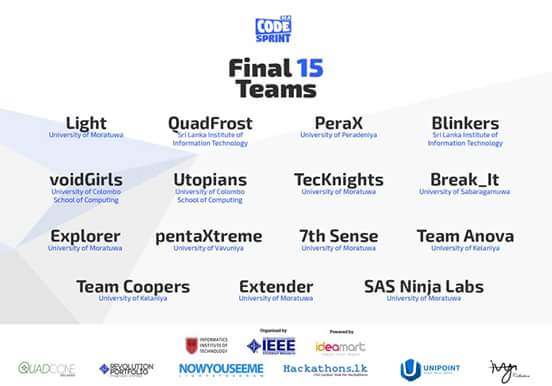 CODE
SPRINT
Final 15
Teams
Light
University of Moratuwa
QuadFrost
Sri Lanka Institute of
Information Technology
PeraX
University of Peradeniya
Blinkers
Sri Lanka Institute of
Information Technology
voidGirls
University of Colombo
School of Computing
Utopians
University of Colombo
School of Computing
TecKnights
University of Moratuwa
Break_It
University of Sabaragamuwa
Explorer
University of Moratuwa
pentaXtreme
University of Vavuniya
7th Sense
University of Moratuwa
Team Anova
University of Kelaniya
Team Coopers
University of Kelaniya
Extender
University of Moratuwa
SAS Ninja Labs
University of Moratuwa
Organised by
Powered by
INFORMATICS
INSTITUTE OF
TECHNOLOGY
IEEE
ideamart
QUADCONE
REVOLUTION
PORTFOLIO
NOWYOUSEEME
Hackathons.lk
UNIPOINT